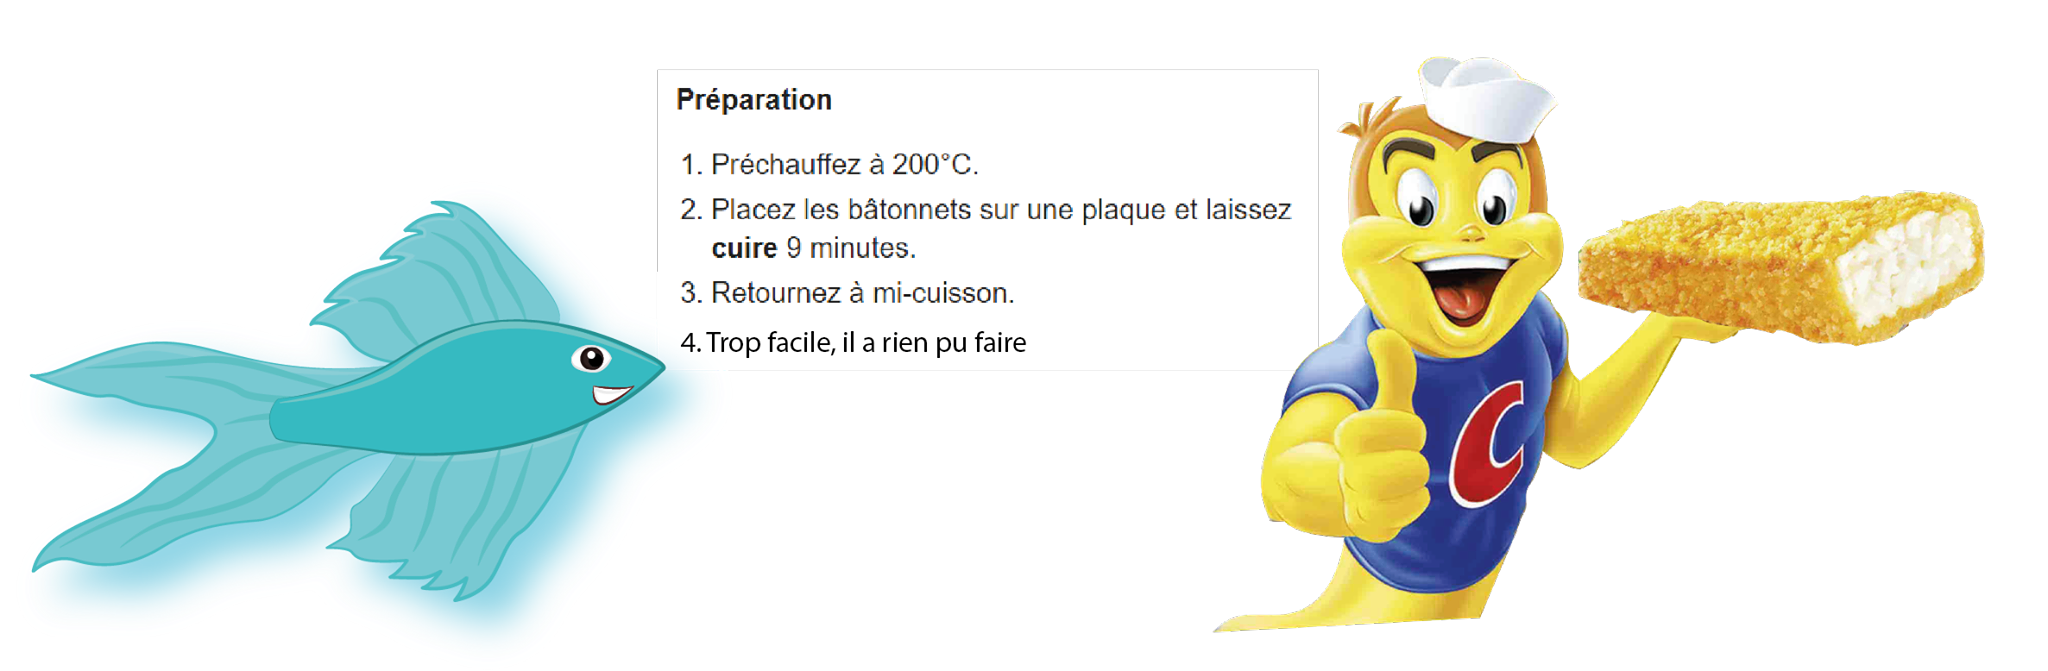 Préparation
1. Préchauffez à 200°C.
2. Placez les bâtonnets sur une plaque et laissez
cuire 9 minutes.
3. Retournez à mi-cuisson.
4. Trop facile, il a rien pu faire
C